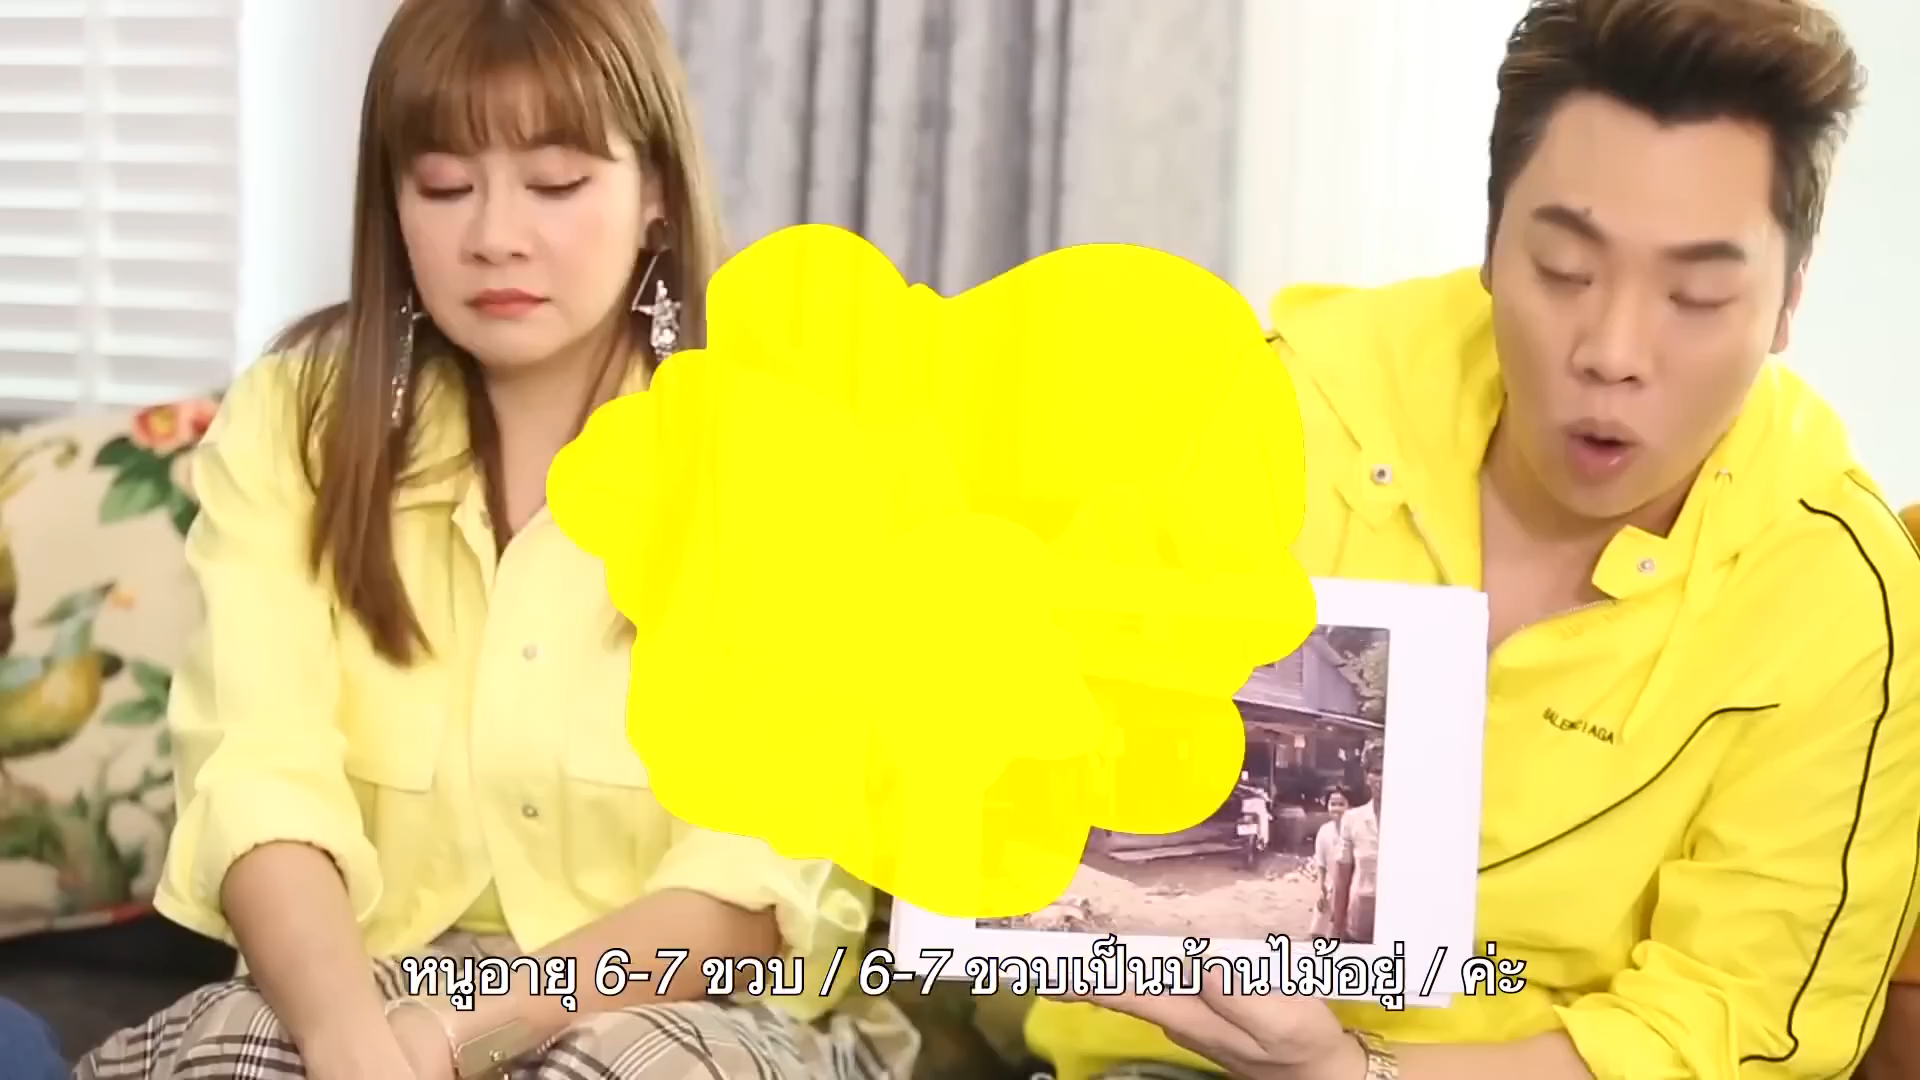 BALENCIAGA
หนูอายุ 6-7 ขวบ / 6-7 ขวบเป็นบ้านไม้อยู่ / ค่ะ